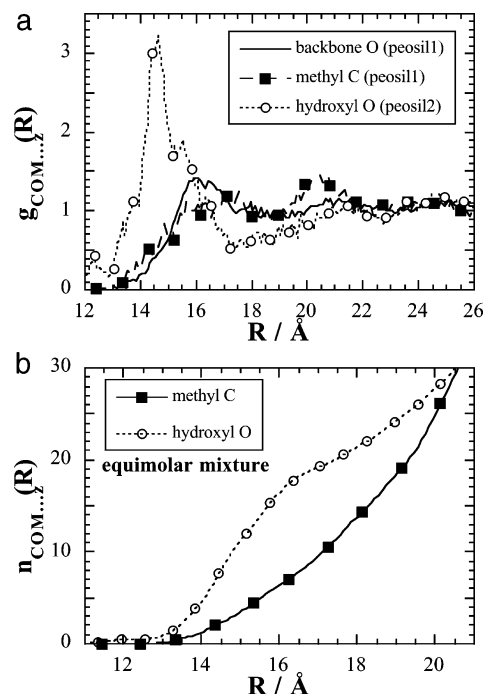 a
3
2
1
0
g_COM...z(R)
backbone O (peosil1)
methyl C (peosil1)
hydroxyl O (peosil2)
12 14 16 18 20 22 24 26
R / Å
b
30
20
10
0
n_COM...z(R)
methyl C
hydroxyl O
equimolar mixture
12 14 16 18 20
R / Å